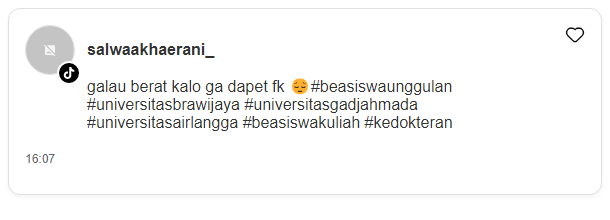 salwaakhaerani_
galau berat kalo ga dapet fk 😔#beasiswaunggulan
#universitasbrawijaya #universitasgadjahmada
#universitasairlangga #beasiswakuliah #kedokteran
16:07